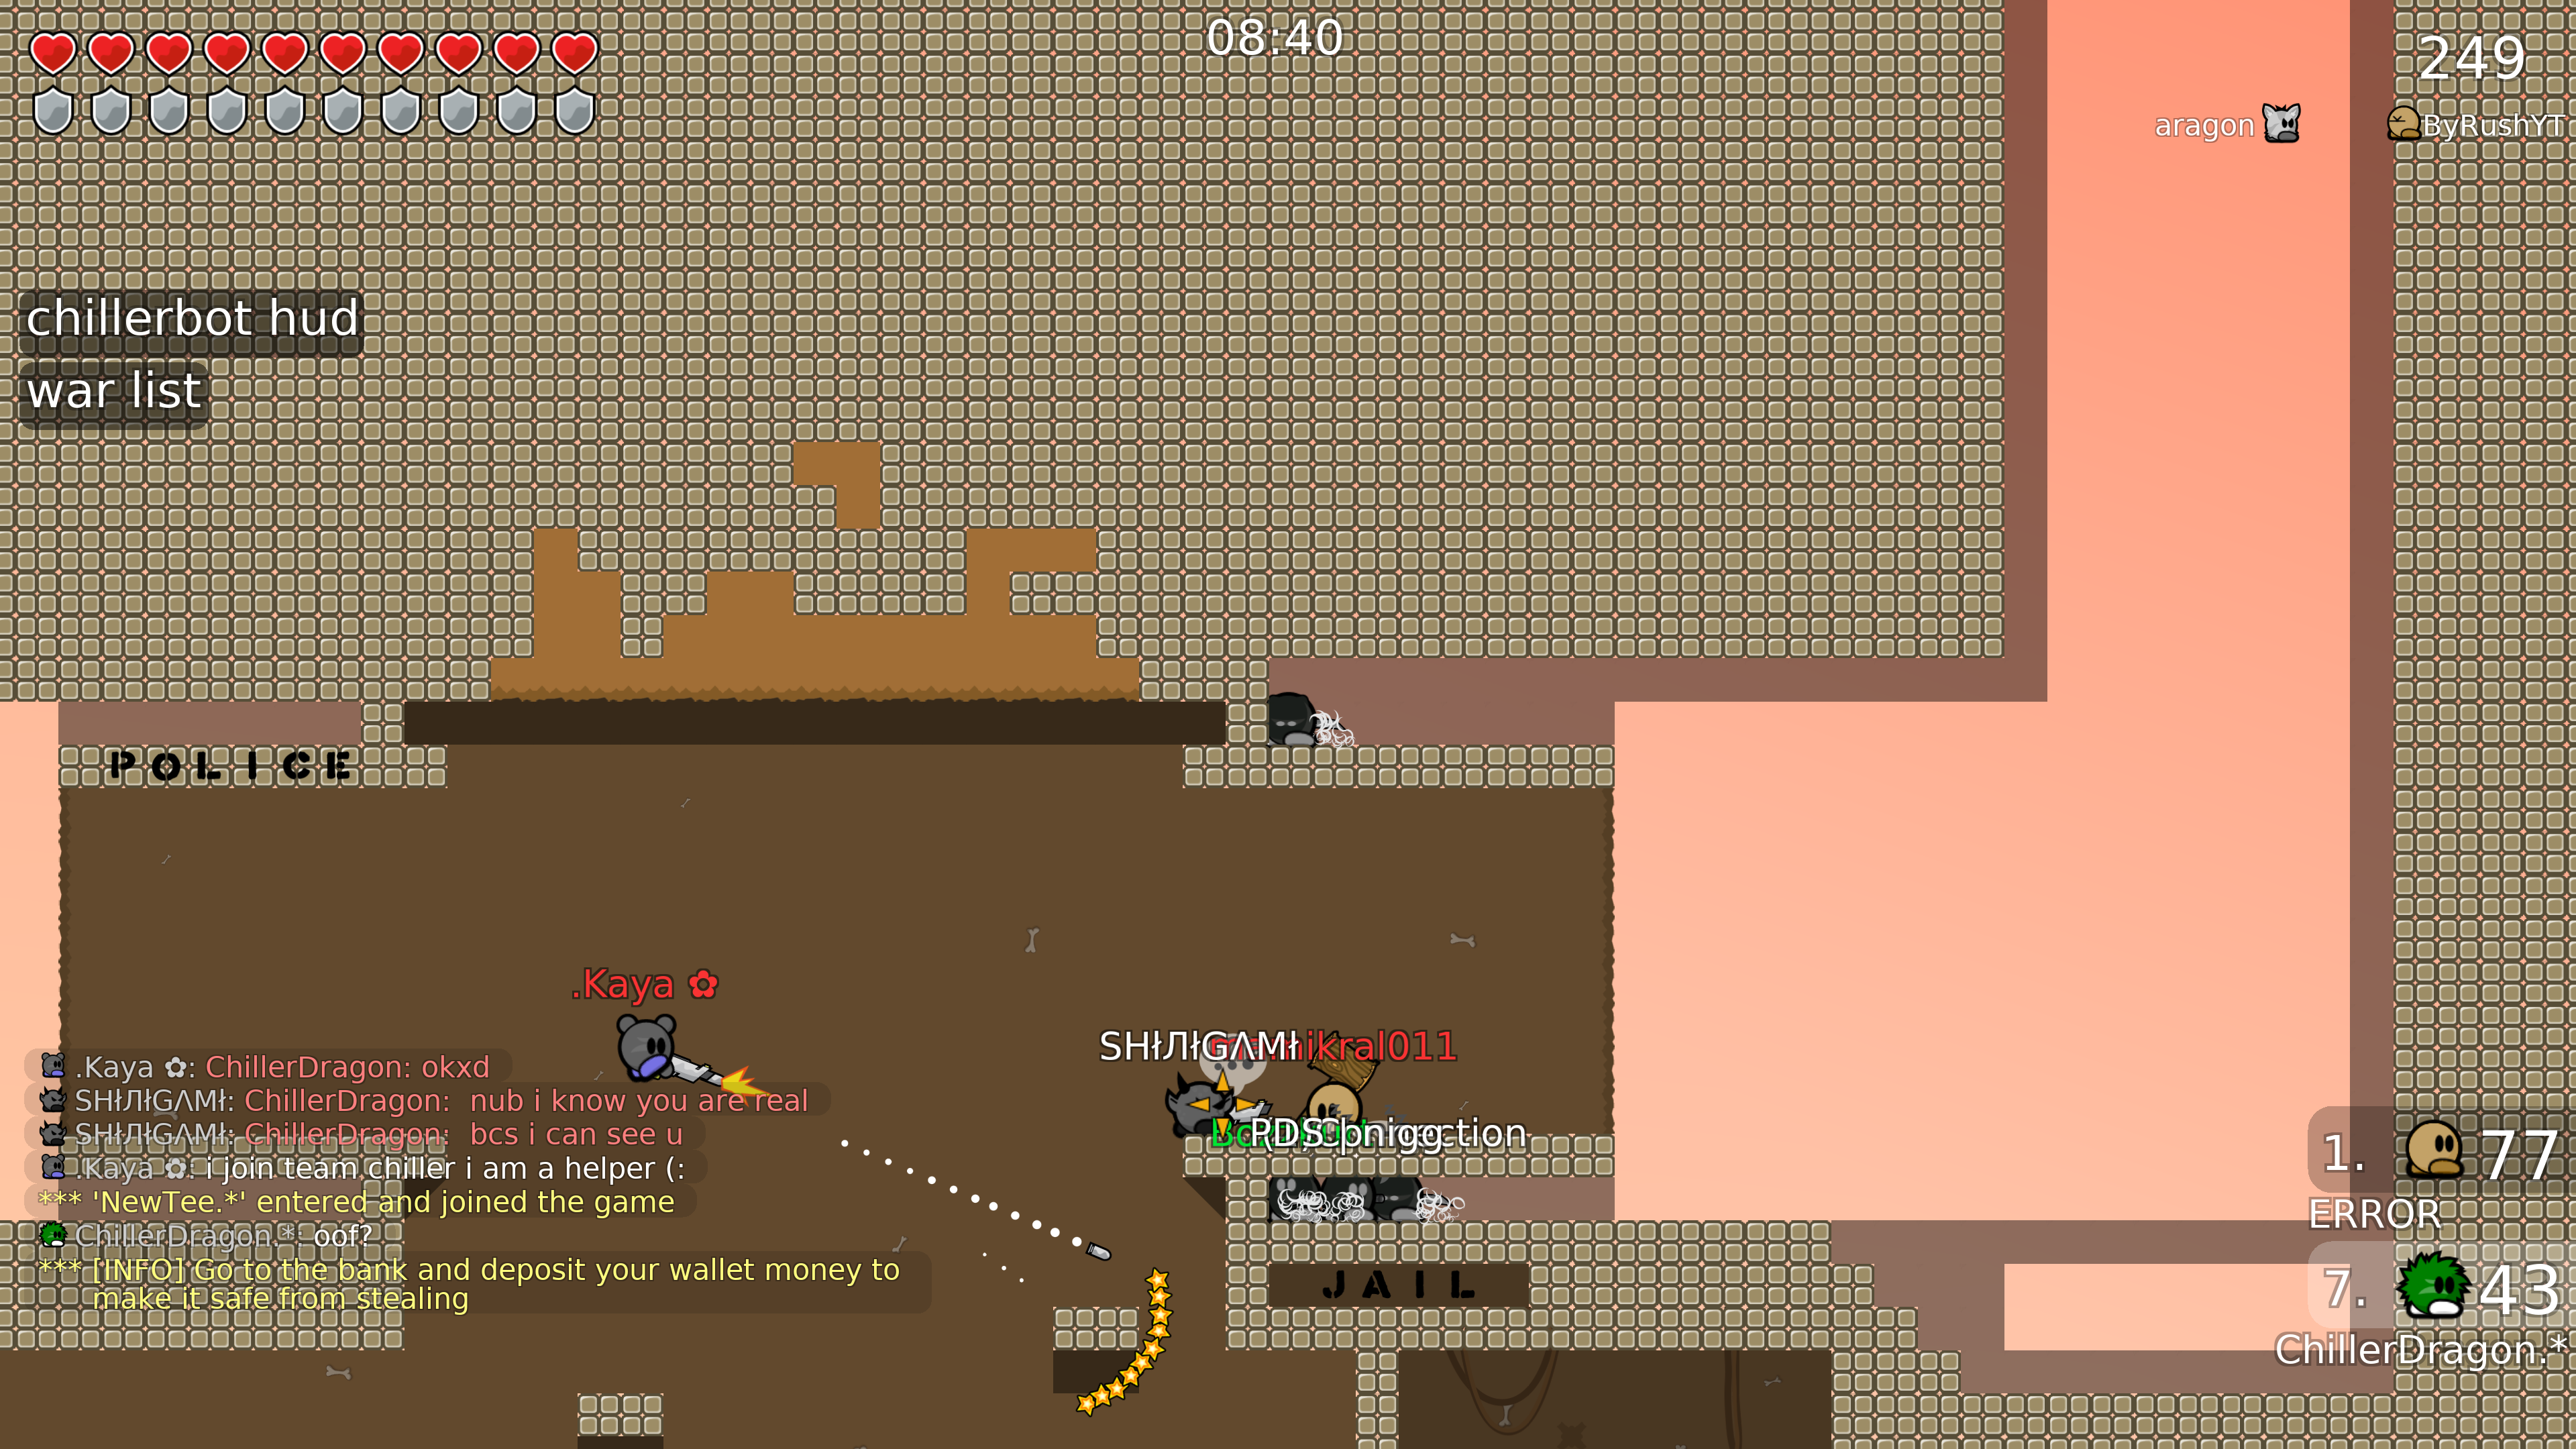 08:40
249
aragon
ByRushYT
chillerbot hud
war list
POLICE
.Kaya ✿
SHłЛłGΛMł
ikral011
.Kaya ✿: ChillerDragon: okxd
SHłЛłGΛMł: ChillerDragon:  nub i know you are real
SHłЛłGΛMł: ChillerDragon:  bcs i can see u
.Kaya ✿: i join team chiller i am a helper (:
*** 'NewTee.*' entered and joined the game
ChillerDragon.*: oof?
*** [INFO] Go to the bank and deposit your wallet money to
make it safe from stealing
JAIL
1. 77
ERROR
7. 43
ChillerDragon.*